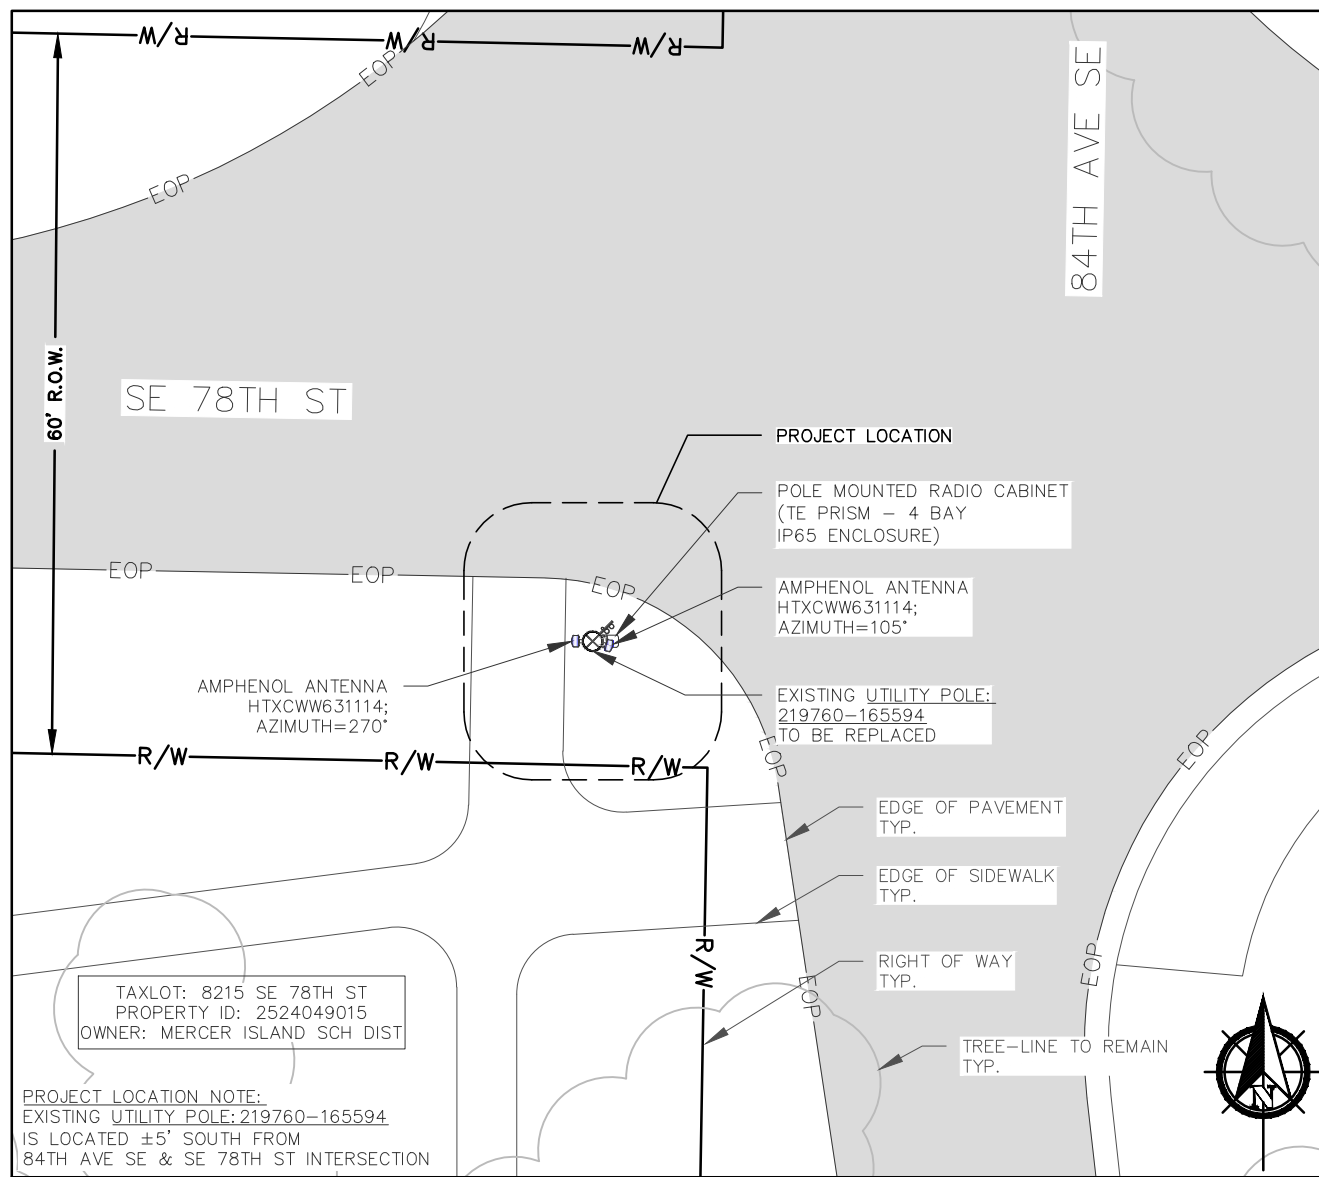 R/W
R/W
R/W
EOP
EOP
84TH AVE SE
60' R.O.W.
SE 78TH ST
PROJECT LOCATION
POLE MOUNTED RADIO CABINET
(TE PRISM – 4 BAY
IP65 ENCLOSURE)
EOP
EOP
EOP
AMPHENOL ANTENNA
HTXCWW631114;
AZIMUTH=105°
AMPHENOL ANTENNA
HTXCWW631114;
AZIMUTH=270°
EXISTING UTILITY POLE:
219760–165594
TO BE REPLACED
R/W
R/W
R/W
EOP
EOP
EDGE OF PAVEMENT
TYP.
EDGE OF SIDEWALK
TYP.
R/W
RIGHT OF WAY
TYP.
EOP
EOP
TAXLOT: 8215 SE 78TH ST
PROPERTY ID: 2524049015
OWNER: MERCER ISLAND SCH DIST
TREE–LINE TO REMAIN
TYP.
N
PROJECT LOCATION NOTE:
EXISTING UTILITY POLE: 219760–165594
IS LOCATED ±5' SOUTH FROM
84TH AVE SE & SE 78TH ST INTERSECTION